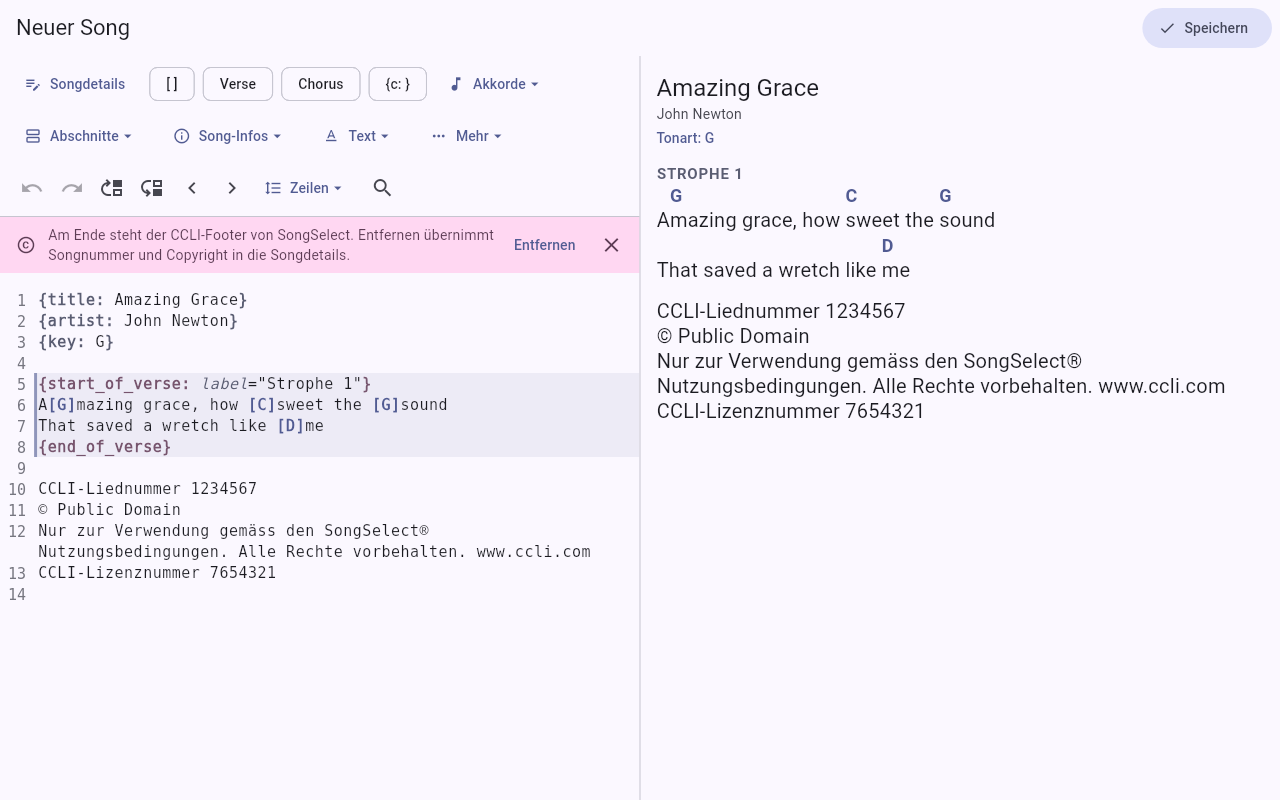 Neuer Song
Speichern
Songdetails
[ ]
Verse
Chorus
{c: }
Akkorde
Abschnitte
Song-Infos
Text
Mehr
Zeilen
Am Ende steht der CCLI-Footer von SongSelect. Entfernen übernimmt
Songnummer und Copyright in die Songdetails.
Entfernen
1 {title: Amazing Grace}
2 {artist: John Newton}
3 {key: G}
4
5 {start_of_verse: label="Strophe 1"}
6 A[G]mazing grace, how [C]sweet the [G]sound
7 That saved a wretch like [D]me
8 {end_of_verse}
9
10 CCLI-Liednummer 1234567
11 © Public Domain
12 Nur zur Verwendung gemäss den SongSelect®
Nutzungsbedingungen. Alle Rechte vorbehalten. www.ccli.com
13 CCLI-Lizenznummer 7654321
14
Amazing Grace
John Newton
Tonart: G
STROPHE 1
G C G
Amazing grace, how sweet the sound
D
That saved a wretch like me
CCLI-Liednummer 1234567
© Public Domain
Nur zur Verwendung gemäss den SongSelect®
Nutzungsbedingungen. Alle Rechte vorbehalten. www.ccli.com
CCLI-Lizenznummer 7654321